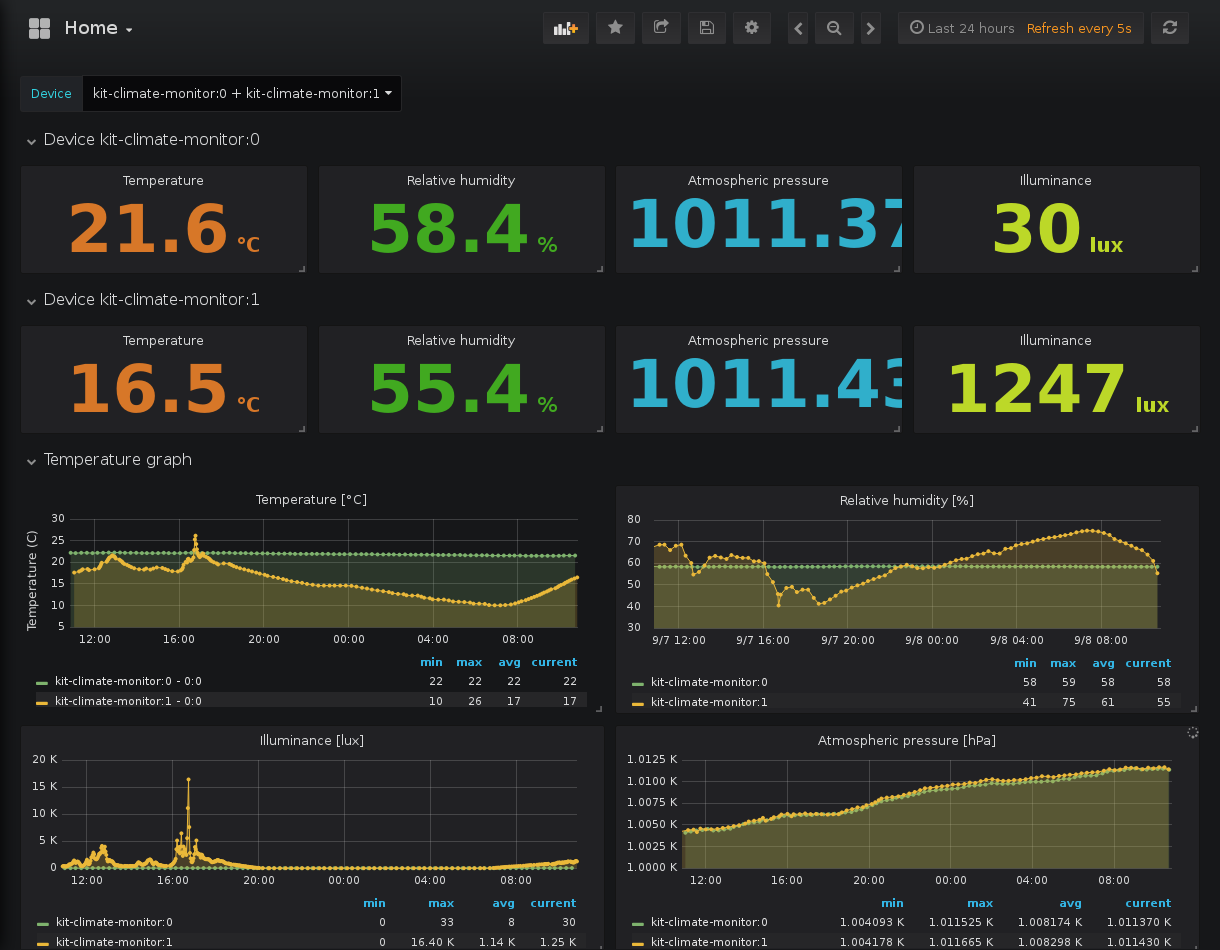 Home
Last 24 hours Refresh every 5s
Device kit-climate-monitor:0 + kit-climate-monitor:1
Device kit-climate-monitor:0
Temperature
21.6 °C
Relative humidity
58.4 %
Atmospheric pressure
1011.37
Illuminance
30 lux
Device kit-climate-monitor:1
Temperature
16.5 °C
Relative humidity
55.4 %
Atmospheric pressure
1011.43
Illuminance
1247 lux
Temperature graph
Temperature [°C]
Temperature (C)
30
25
20
15
10
5
12:00 16:00 20:00 00:00 04:00 08:00
min max avg current
kit-climate-monitor:0 - 0:0 22 22 22 22
kit-climate-monitor:1 - 0:0 10 26 17 17
Relative humidity [%]
80
70
60
50
40
30
9/7 12:00 9/7 16:00 9/7 20:00 9/8 00:00 9/8 04:00 9/8 08:00
min max avg current
kit-climate-monitor:0 58 59 58 58
kit-climate-monitor:1 41 75 61 55
Illuminance [lux]
20 K
15 K
10 K
5 K
0
12:00 16:00 20:00 00:00 04:00 08:00
min max avg current
kit-climate-monitor:0 0 33 8 30
kit-climate-monitor:1 0 16.40 K 1.14 K 1.25 K
Atmospheric pressure [hPa]
1.0125 K
1.0100 K
1.0075 K
1.0050 K
1.0025 K
1.0000 K
12:00 16:00 20:00 00:00 04:00 08:00
min max avg current
kit-climate-monitor:0 1.004093 K 1.011525 K 1.008174 K 1.011370 K
kit-climate-monitor:1 1.004178 K 1.011665 K 1.008298 K 1.011430 K